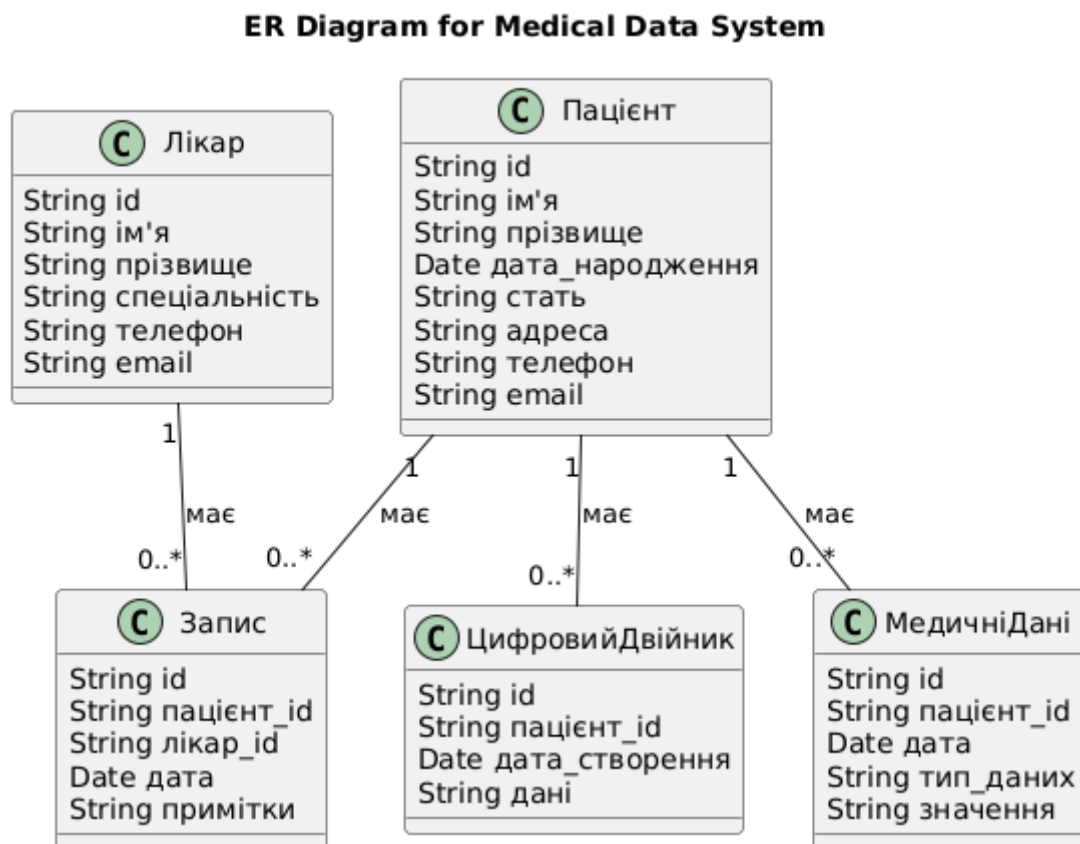 ER Diagram for Medical Data System
C Лікар
String id
String ім'я
String прізвище
String спеціальність
String телефон
String email
C Пацієнт
String id
String ім'я
String прізвище
Date дата_народження
String стать
String адреса
String телефон
String email
1
має
0..*
1
має
0..*
1
має
0..*
1
має
0..*
C Запис
String id
String пацієнт_id
String лікар_id
Date дата
String примітки
C ЦифровийДвійник
String id
String пацієнт_id
Date дата_створення
String дані
C МедичніДані
String id
String пацієнт_id
Date дата
String тип_даних
String значення